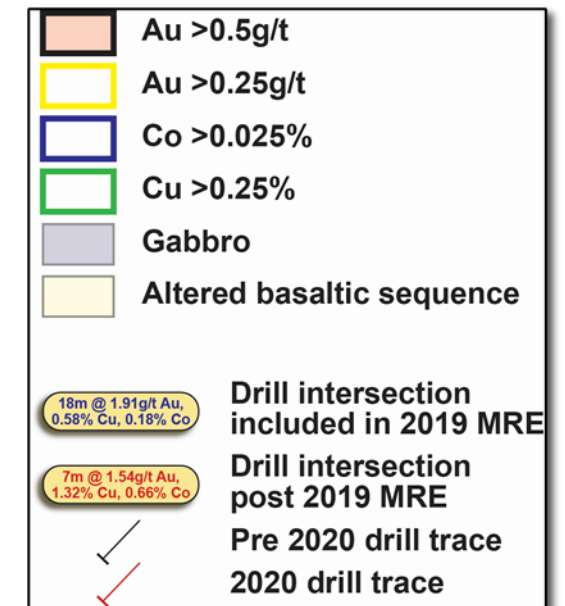 Au >0.5g/t
Au >0.25g/t
Co >0.025%
Cu >0.25%
Gabbro
Altered basaltic sequence
18m @ 1.91g/t Au,
0.58% Cu, 0.18% Co
Drill intersection
included in 2019 MRE
7m @ 1.54g/t Au,
1.32% Cu, 0.66% Co
Drill intersection
post 2019 MRE
Pre 2020 drill trace
2020 drill trace